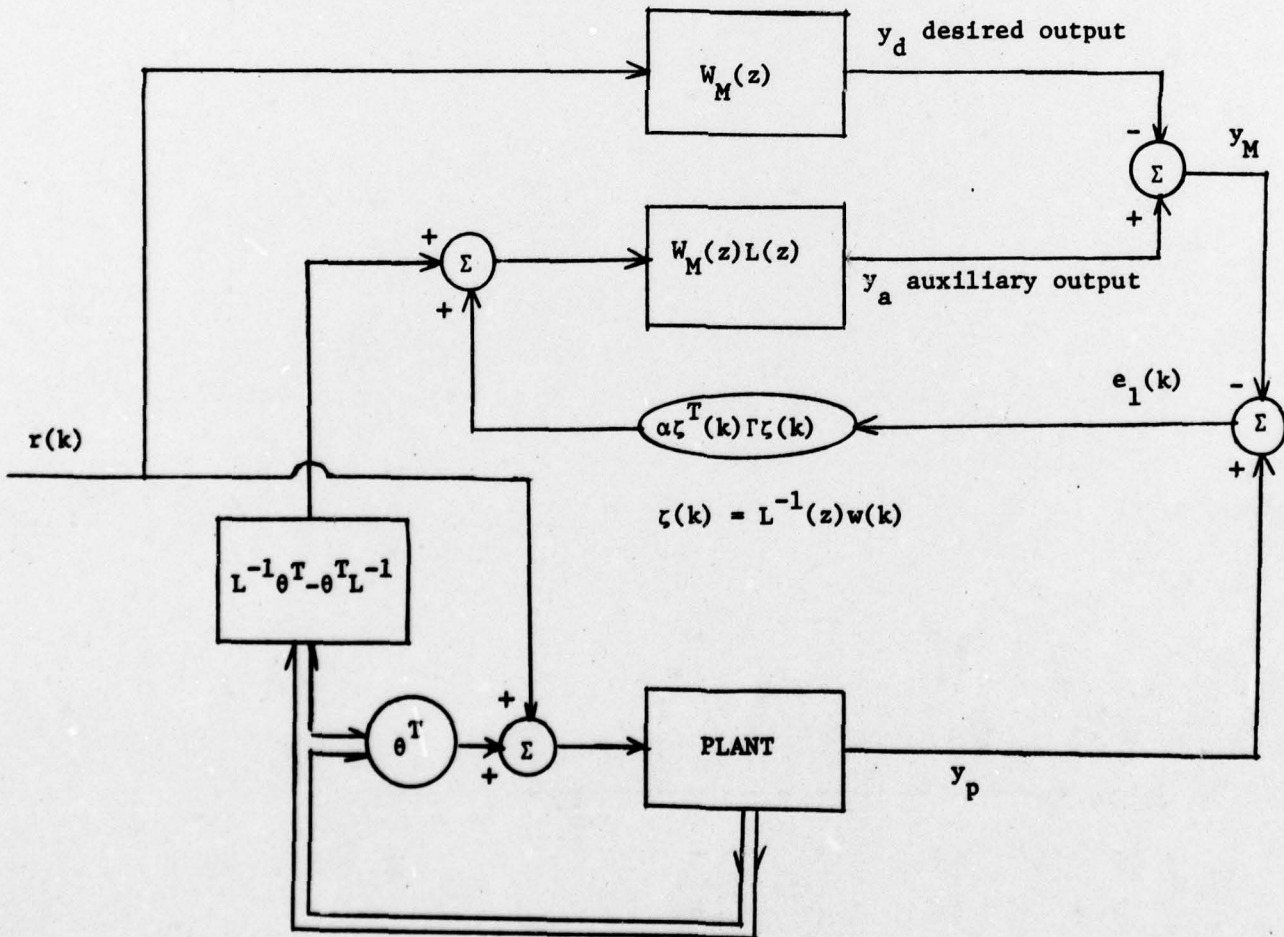 y_d desired output
W_M(z)
-
y_M
Σ
+
+
Σ
+
W_M(z)L(z)
y_a auxiliary output
e_1(k)
-
Σ
+
αζ^T(k)Γζ(k)
r(k)
ζ(k) = L^-1(z)w(k)
L^-1θ^T-θ^TL^-1
+
θ^T
Σ
+
PLANT
y_p